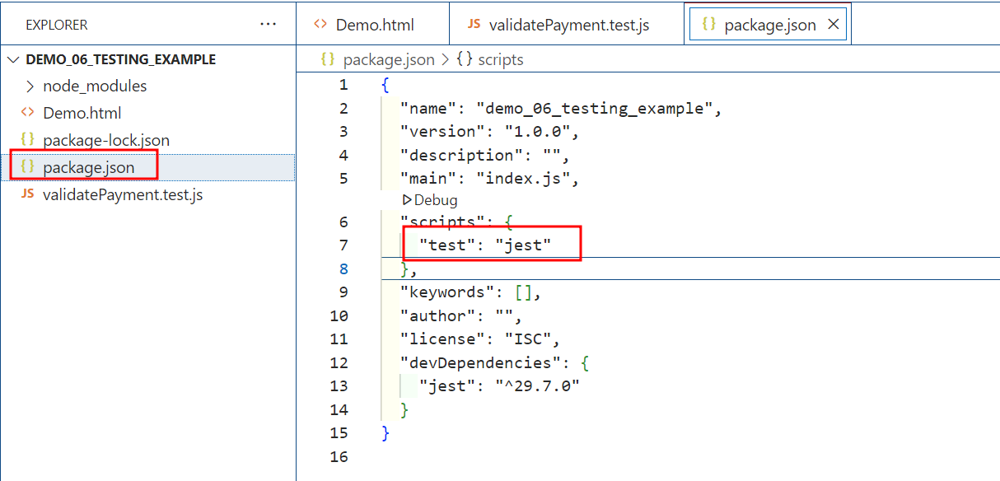 EXPLORER ...
DEMO_06_TESTING_EXAMPLE
node_modules
<> Demo.html
{} package-lock.json
{} package.json
JS validatePayment.test.js
<> Demo.html JS validatePayment.test.js {} package.json
{} package.json > {} scripts
1 {
2 "name": "demo_06_testing_example",
3 "version": "1.0.0",
4 "description": "",
5 "main": "index.js",
Debug
6 "scripts": {
7 "test": "jest"
8 },
9 "keywords": [],
10 "author": "",
11 "license": "ISC",
12 "devDependencies": {
13 "jest": "^29.7.0"
14 }
15 }
16